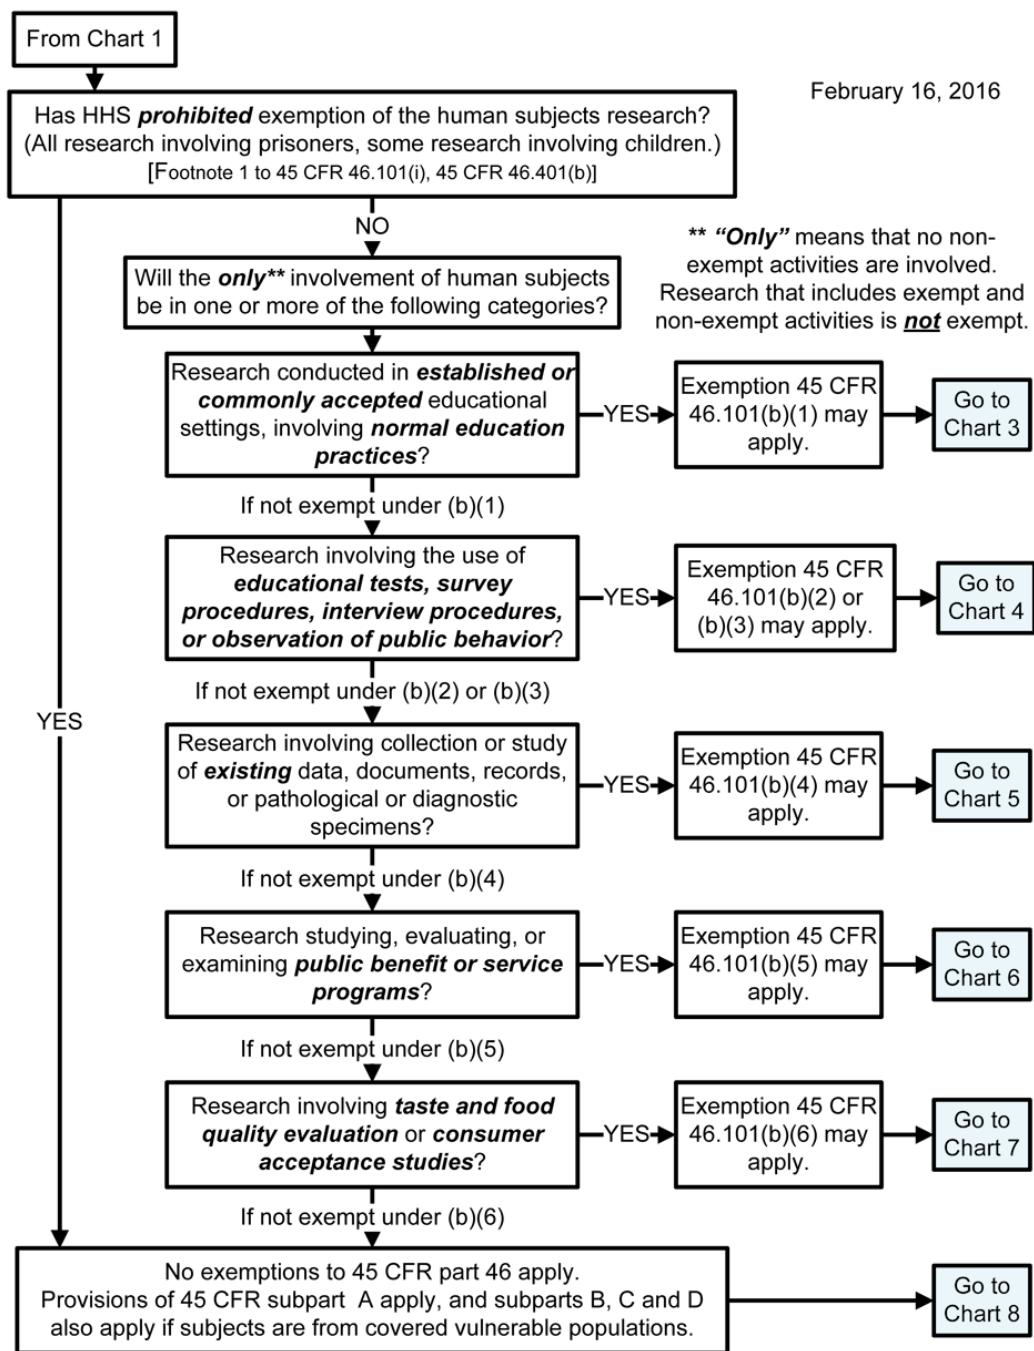 From Chart 1
February 16, 2016
Has HHS prohibited exemption of the human subjects research?
(All research involving prisoners, some research involving children.)
[Footnote 1 to 45 CFR 46.101(i), 45 CFR 46.401(b)]
NO
** “Only” means that no non-
exempt activities are involved.
Research that includes exempt and
non-exempt activities is not exempt.
Will the only** involvement of human subjects
be in one or more of the following categories?
Research conducted in established or
commonly accepted educational
settings, involving normal education
practices?
YES
Exemption 45 CFR
46.101(b)(1) may
apply.
Go to
Chart 3
If not exempt under (b)(1)
Research involving the use of
educational tests, survey
procedures, interview procedures,
or observation of public behavior?
YES
Exemption 45 CFR
46.101(b)(2) or
(b)(3) may apply.
Go to
Chart 4
If not exempt under (b)(2) or (b)(3)
YES
Research involving collection or study
of existing data, documents, records,
or pathological or diagnostic
specimens?
YES
Exemption 45 CFR
46.101(b)(4) may
apply.
Go to
Chart 5
If not exempt under (b)(4)
Research studying, evaluating, or
examining public benefit or service
programs?
YES
Exemption 45 CFR
46.101(b)(5) may
apply.
Go to
Chart 6
If not exempt under (b)(5)
Research involving taste and food
quality evaluation or consumer
acceptance studies?
YES
Exemption 45 CFR
46.101(b)(6) may
apply.
Go to
Chart 7
If not exempt under (b)(6)
No exemptions to 45 CFR part 46 apply.
Provisions of 45 CFR subpart A apply, and subparts B, C and D
also apply if subjects are from covered vulnerable populations.
Go to
Chart 8